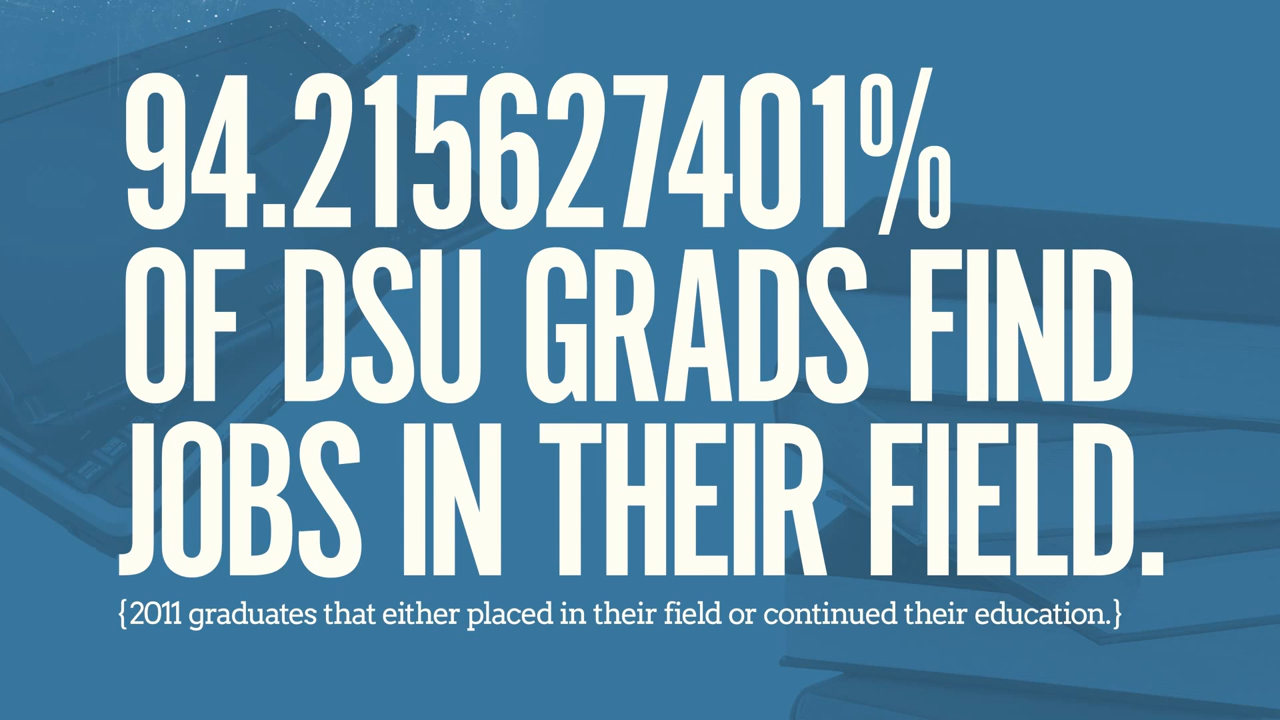 94.215627401%
OF DSU GRADS FIND
JOBS IN THEIR FIELD.
{2011 graduates that either placed in their field or continued their education.}